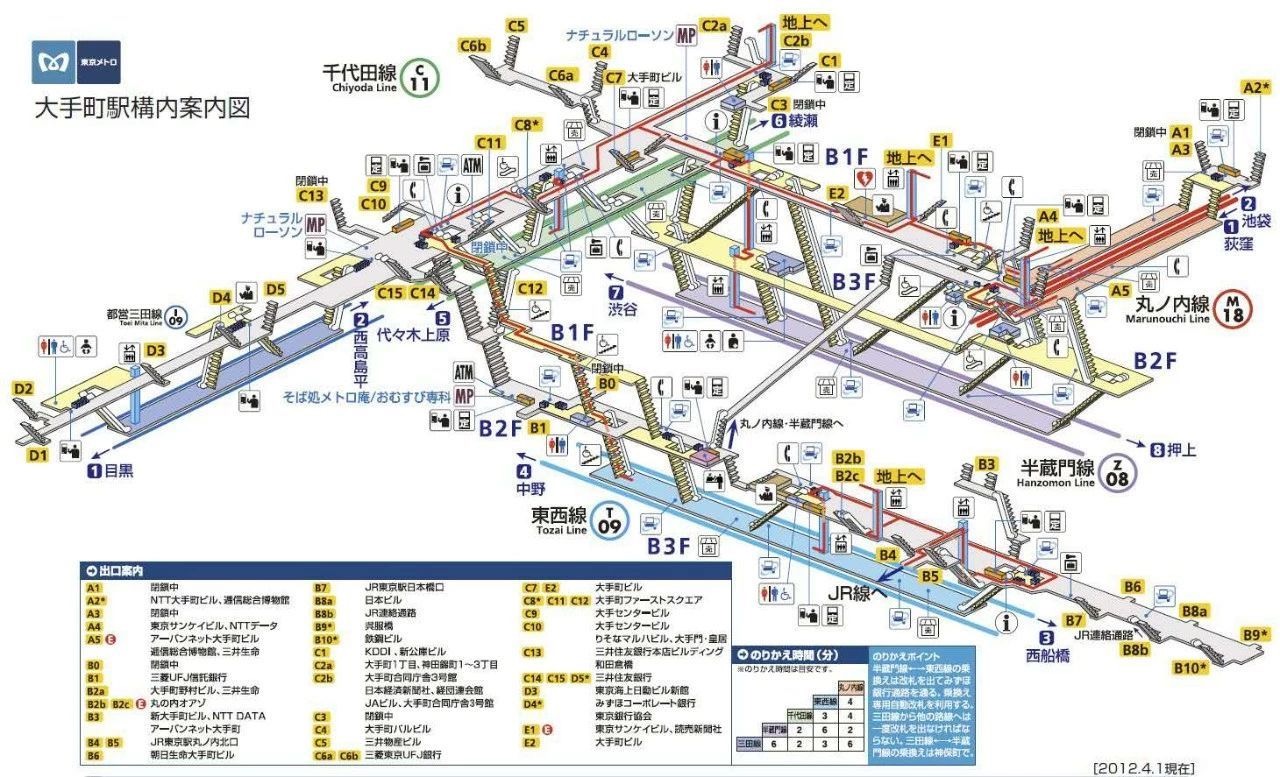 東京メトロ
大手町駅構内案内図
千代田線
Chiyoda Line
C
11
C6b
C5
C4
C6a
C7
大手町ビル
ナチュラルローソン
MP
C2a
地上へ
C2b
C1
C3
閉鎖中
6 綾瀬
C8*
C11
ATM
C9
C10
閉鎖中
C13
ナチュラル
ローソン
MP
B1F
地上へ
E1
E2
閉鎖中
A1
A3
A2*
2
池袋
1
荻窪
A4
地上へ
B3F
A5
丸ノ内線
Marunouchi Line
M
18
B2F
閉鎖中
C12
C15
C14
7
渋谷
D5
D4
都営三田線
Toei Mita Line
I
09
2
西高島平
5
代々木上原
B1F
閉鎖中
B0
D3
D2
D1
1 目黒
そば処メトロ庵/おむすび専科
ATM
MP
B2F
B1
丸ノ内線・半蔵門線へ
8 押上
半蔵門線
Hanzomon Line
Z
08
4
中野
東西線
Tozai Line
T
09
B3F
B2b
B2c
地上へ
B3
B4
B5
JR線へ
3
西船橋
B7
JR連絡通路
B6
B8a
B8b
B9*
B10*
出口案内
A1 閉鎖中
A2* NTT大手町ビル、逓信総合博物館
A3 閉鎖中
A4 東京サンケイビル、NTTデータ
A5 E アーバンネット大手町ビル
逓信総合博物館、三井生命
B0 閉鎖中
B1 三菱UFJ信託銀行
B2a 大手町野村ビル、三井生命
B2b B2c E 丸の内オアゾ
B3 新大手町ビル、NTT DATA
アーバンネット大手町
B4 B5 JR東京駅丸ノ内北口
B6 朝日生命大手町ビル
B7 JR東京駅日本橋口
B8a 日本ビル
B8b JR連絡通路
B9* 呉服橋
B10* 鉄鋼ビル
C1 KDDI、新公庫ビル
C2a 大手町1丁目、神田錦町1〜3丁目
C2b 大手町合同庁舎3号館
日本経済新聞社、経団連会館
JAビル、大手町合同庁舎3号館
C3 閉鎖中
C4 大手町パルビル
C5 三井物産ビル
C6a C6b 三菱東京UFJ銀行
C7 E2 大手町ビル
C8* C11 C12 大手町ファーストスクエア
C9 大手センタービル
C10 大手センタービル
りそなマルハビル、大手門・皇居
C13 三井住友銀行本店ビルディング
和田倉橋
C14 C15 D5* 三井住友銀行
D3 東京海上日動ビル新館
D4* みずほコーポレート銀行
東京銀行協会
E1 E 東京サンケイビル、読売新聞社
E2 大手町ビル
のりかえ時間（分）
※のりかえ時間は目安です。
丸ノ内線
東西線 4
千代田線 3 4
半蔵門線 2 6 2
三田線 6 2 3 6
のりかえポイント
半蔵門線←→東西線の乗
換えは改札を出てみずほ
銀行通路を通る。乗換え
専用自動改札を利用する。
三田線から他の路線へは
一度改札を出なければな
らない。三田線←→半蔵
門線の乗換えは神保町で。
[2012.4.1現在]